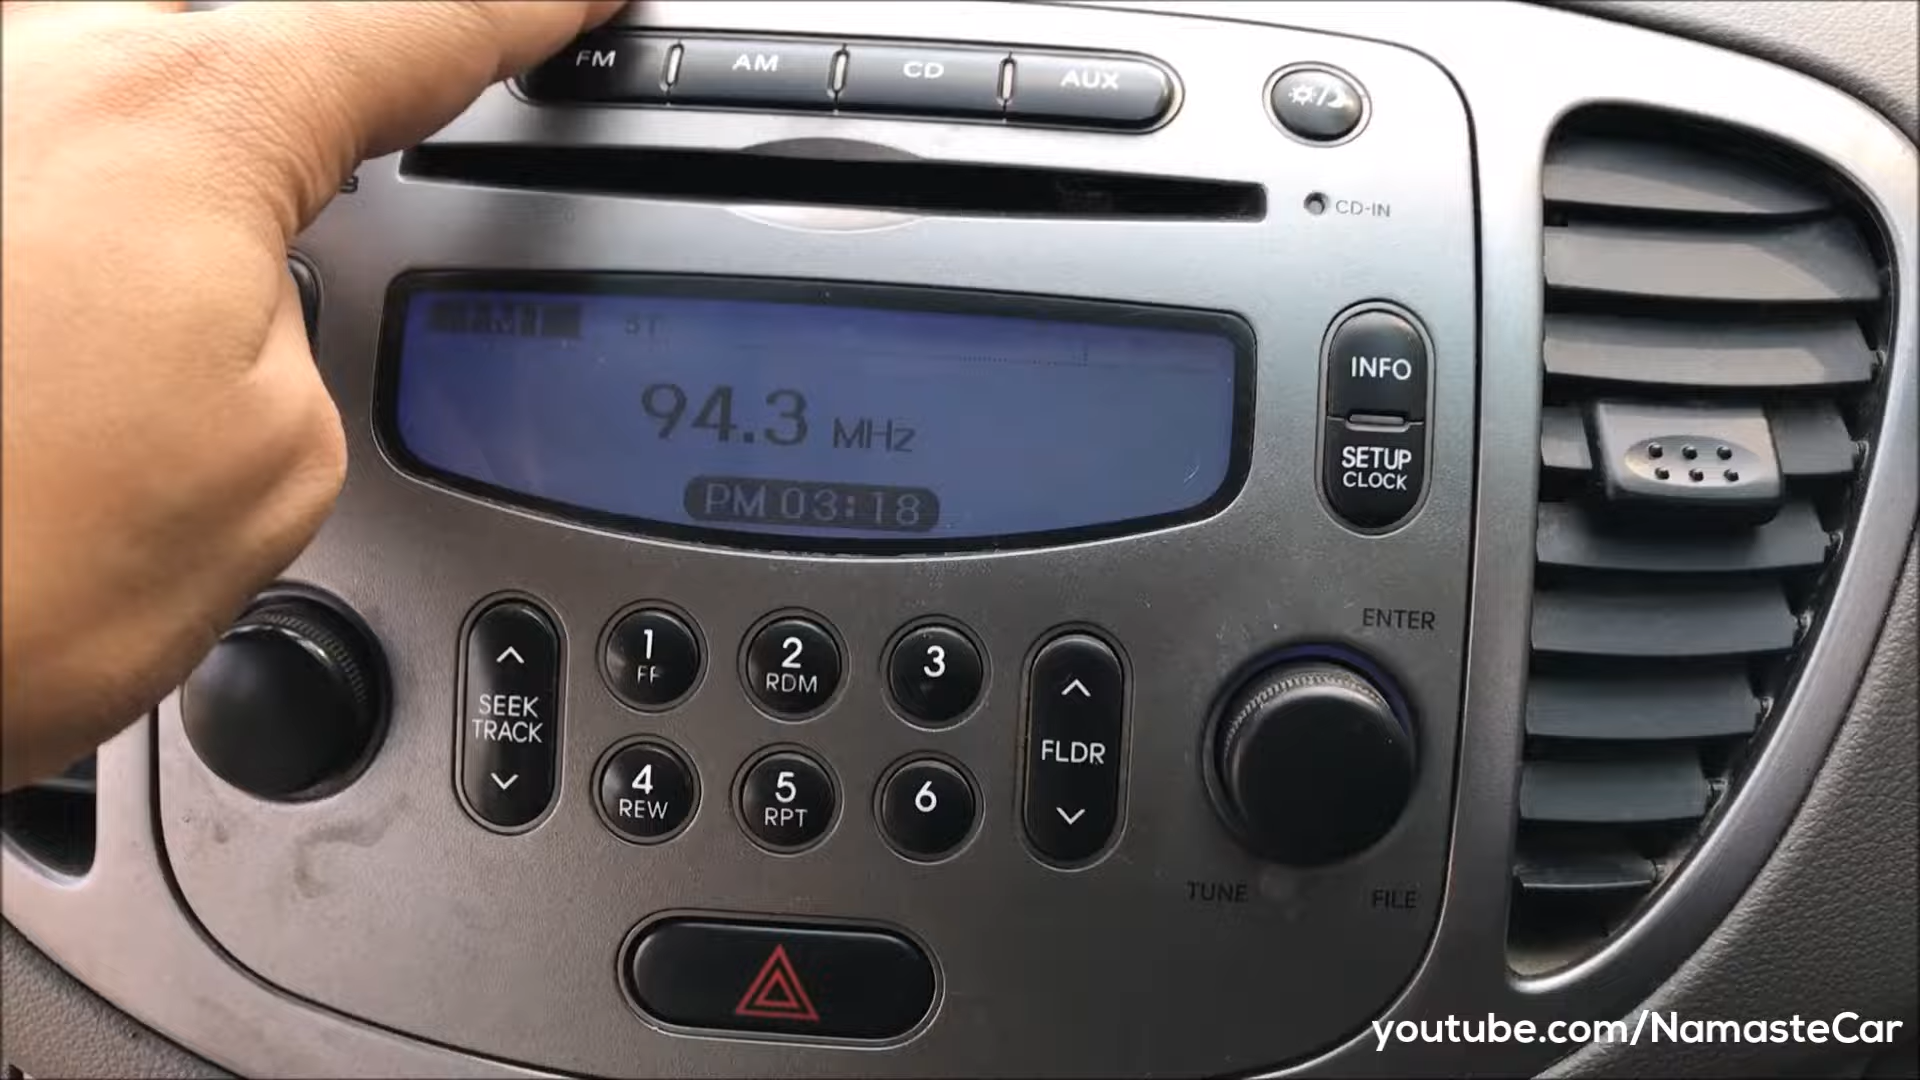 FM AM CD AUX
CD-IN
ST
94.3 MHz
PM 03:18
INFO
SETUP
CLOCK
ENTER
SEEK
TRACK
1
FF
2
RDM
3
4
REW
5
RPT
6
FLDR
TUNE
FILE
youtube.com/NamasteCar